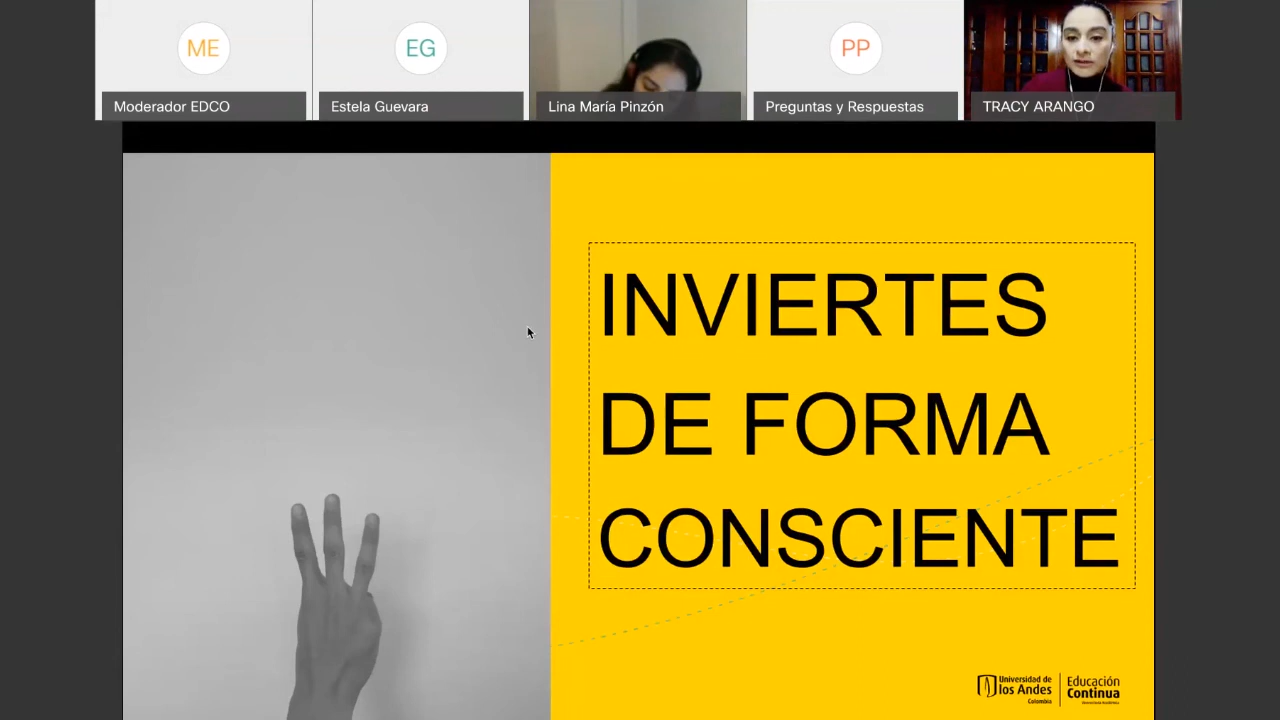 ME
EG
PP
Moderador EDCO
Estela Guevara
Lina María Pinzón
Preguntas y Respuestas
TRACY ARANGO
INVIERTES
DE FORMA
CONSCIENTE
Universidad de
los Andes
Colombia
Educación
Continua